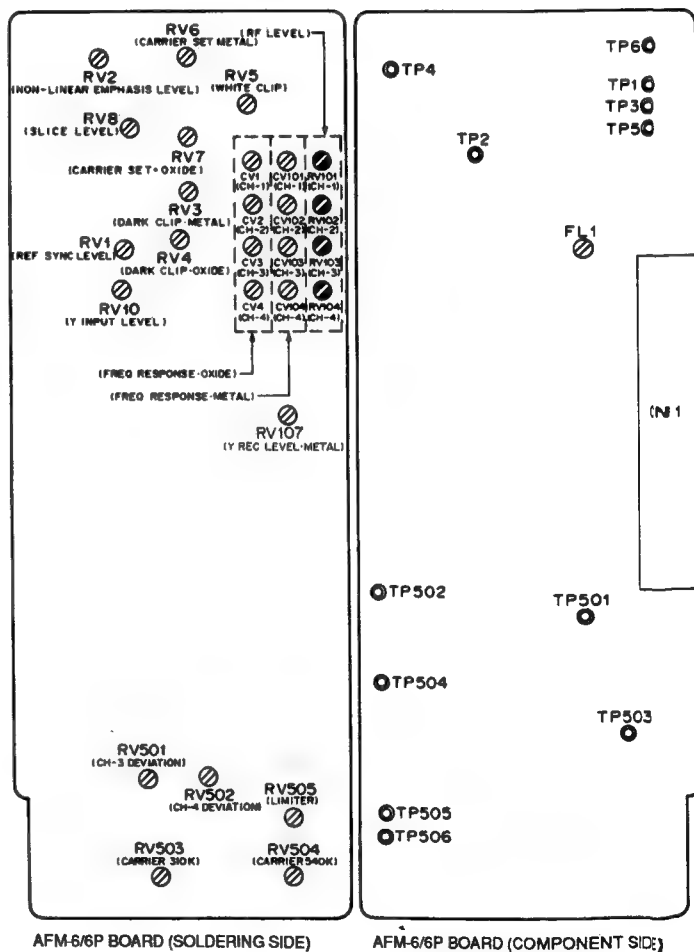 RV6
(CARRIER SET METAL)
(RF LEVEL)
RV2
(NON-LINEAR EMPHASIS LEVEL)
RV5
(WHITE CLIP)
RV8
(SLICE LEVEL)
RV7
(CARRIER SET-OXIDE)
CV1
(CH-1)
CV101
(CH-1)
RV101
(CH-1)
RV3
(DARK CLIP-METAL)
CV2
(CH-2)
CV102
(CH-2)
RV102
(CH-2)
RV1
(REF SYNC LEVEL)
RV4
(DARK CLIP-OXIDE)
CV3
(CH-3)
CV103
(CH-3)
RV103
(CH-3)
RV10
(Y INPUT LEVEL)
CV4
(CH-4)
CV104
(CH-4)
RV104
(CH-4)
(FREQ RESPONSE-OXIDE)
(FREQ RESPONSE-METAL)
RV107
(Y REC LEVEL-METAL)
RV501
(CH-3 DEVIATION)
RV502
(CH-4 DEVIATION)
RV505
(LIMITER)
RV503
(CARRIER 310K)
RV504
(CARRIER 540K)
AFM-6/6P BOARD (SOLDERING SIDE)
TP6
TP4
TP1
TP3
TP5
TP2
FL1
TP502
TP501
TP504
TP503
TP505
TP506
AFM-6/6P BOARD (COMPONENT SIDE)